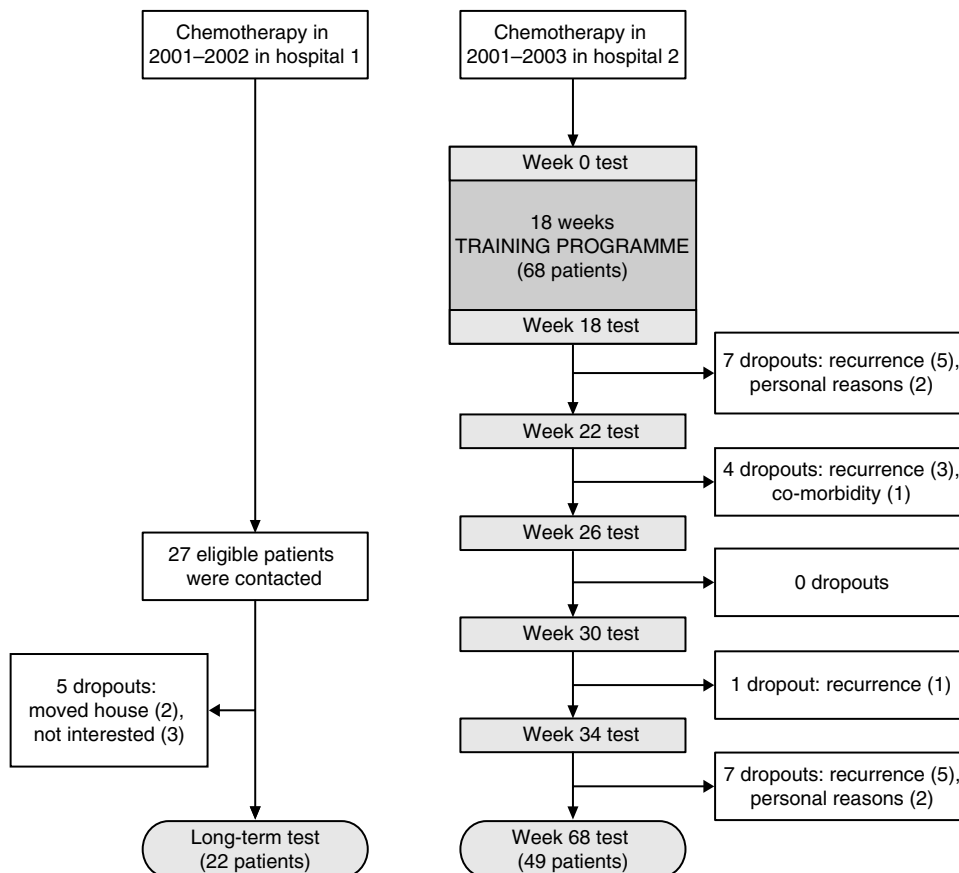 Chemotherapy in
2001–2002 in hospital 1
Chemotherapy in
2001–2003 in hospital 2
Week 0 test
18 weeks
TRAINING PROGRAMME
(68 patients)
Week 18 test
7 dropouts: recurrence (5),
personal reasons (2)
Week 22 test
4 dropouts: recurrence (3),
co-morbidity (1)
Week 26 test
27 eligible patients
were contacted
0 dropouts
Week 30 test
5 dropouts:
moved house (2),
not interested (3)
1 dropout: recurrence (1)
Week 34 test
7 dropouts: recurrence (5),
personal reasons (2)
Long-term test
(22 patients)
Week 68 test
(49 patients)